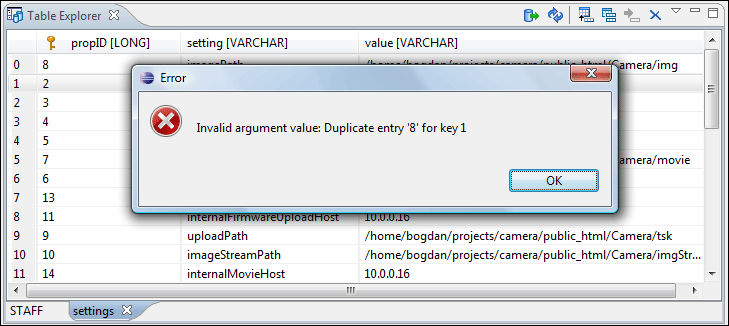 Table Explorer
propID [LONG] setting [VARCHAR] value [VARCHAR]
0 8 imagePath /home/bogdan/projects/camera/public_html/Camera/img
Error
1 2
2 3
3 4
Invalid argument value: Duplicate entry '8' for key 1
4 5
5 7 amera/movie
6 6
OK
7 13
8 11 internalFirmwareUploadHost 10.0.0.16
9 9 uploadPath /home/bogdan/projects/camera/public_html/Camera/tsk
10 10 imageStreamPath /home/bogdan/projects/camera/public_html/Camera/imgStr...
11 14 internalMovieHost 10.0.0.16
STAFF settings